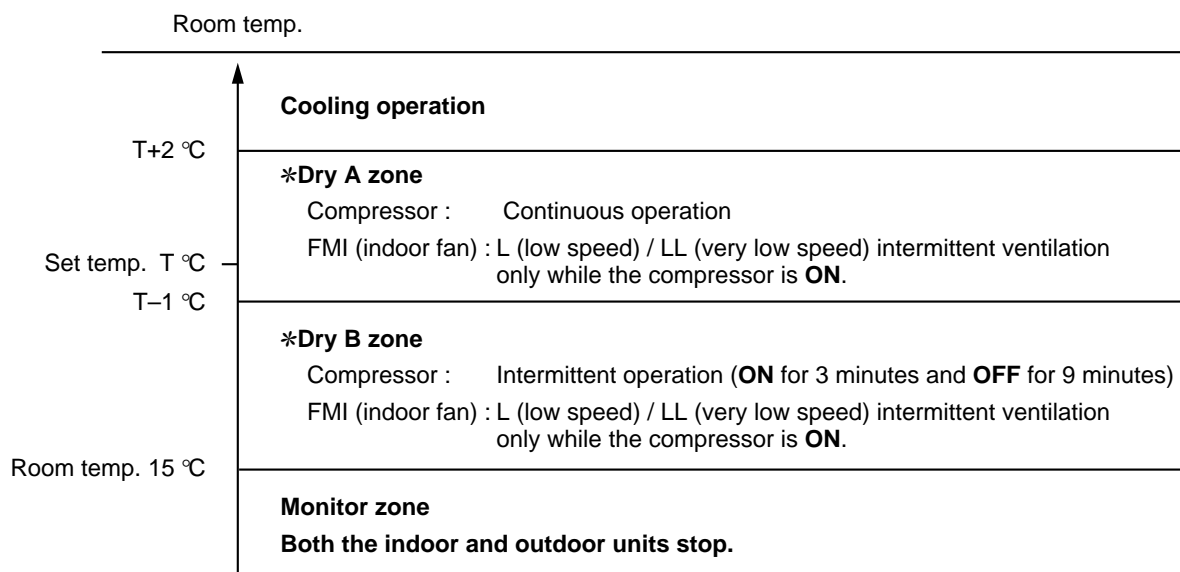 Room temp.
Cooling operation
T+2 °C
*Dry A zone
Compressor : Continuous operation
FMI (indoor fan) : L (low speed) / LL (very low speed) intermittent ventilation
only while the compressor is ON.
Set temp. T °C
T–1 °C
*Dry B zone
Compressor : Intermittent operation (ON for 3 minutes and OFF for 9 minutes)
FMI (indoor fan) : L (low speed) / LL (very low speed) intermittent ventilation
only while the compressor is ON.
Room temp. 15 °C
Monitor zone
Both the indoor and outdoor units stop.